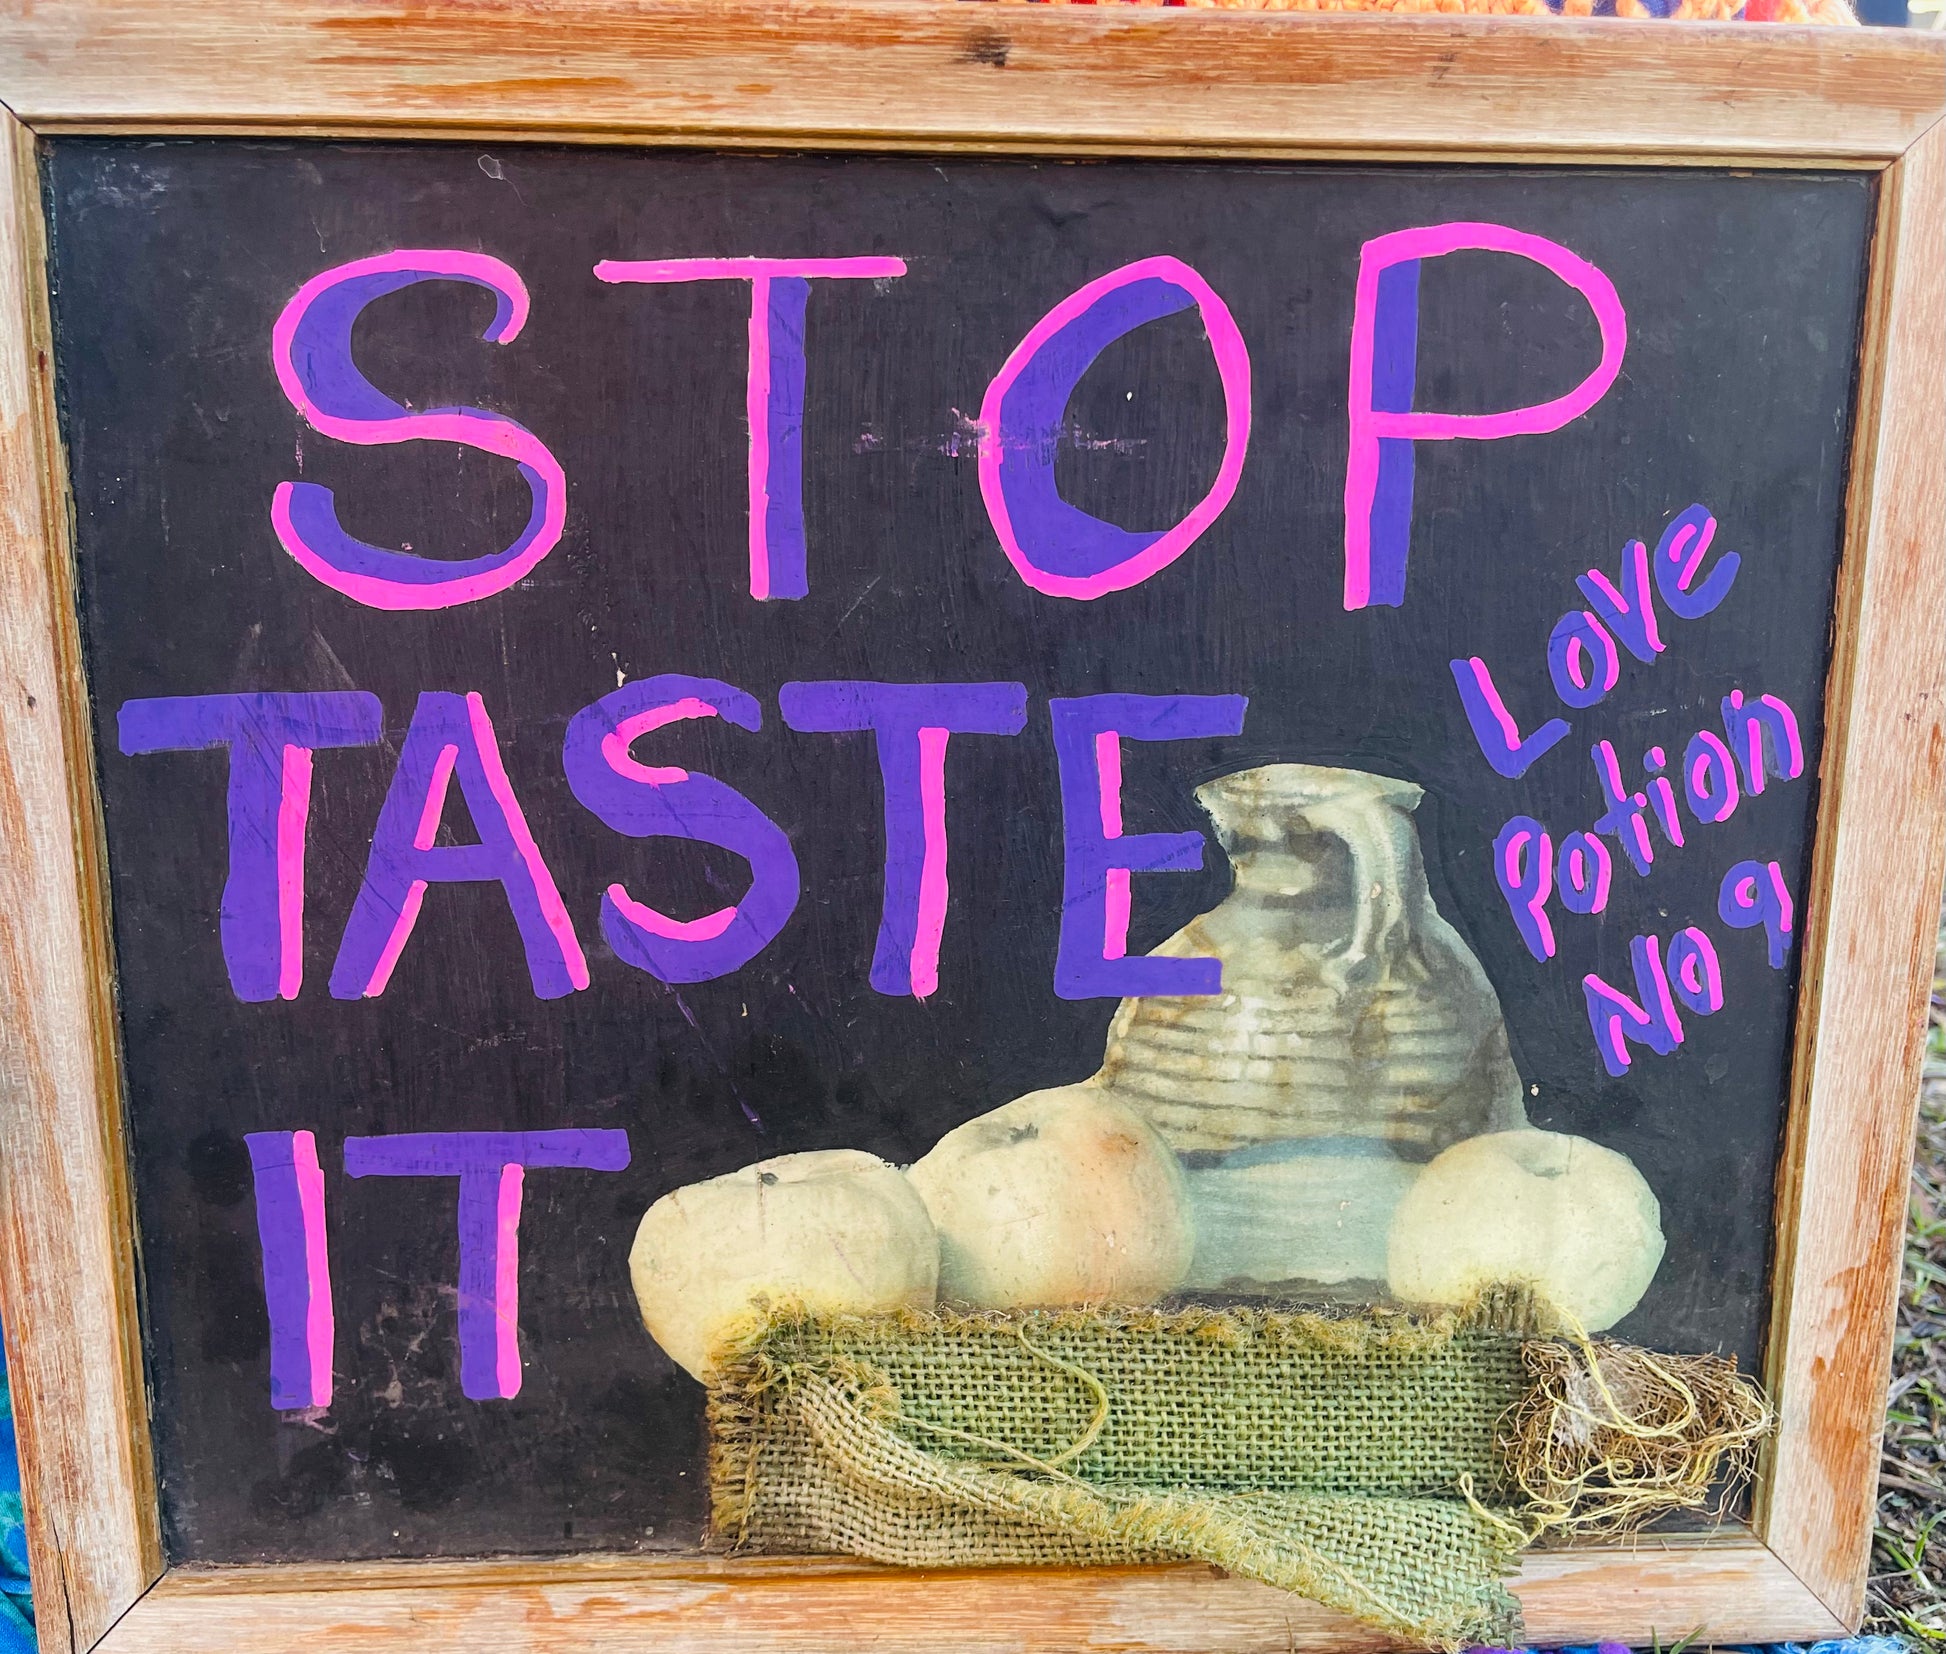 STOP
TASTE
IT
Love
Potion
No 9